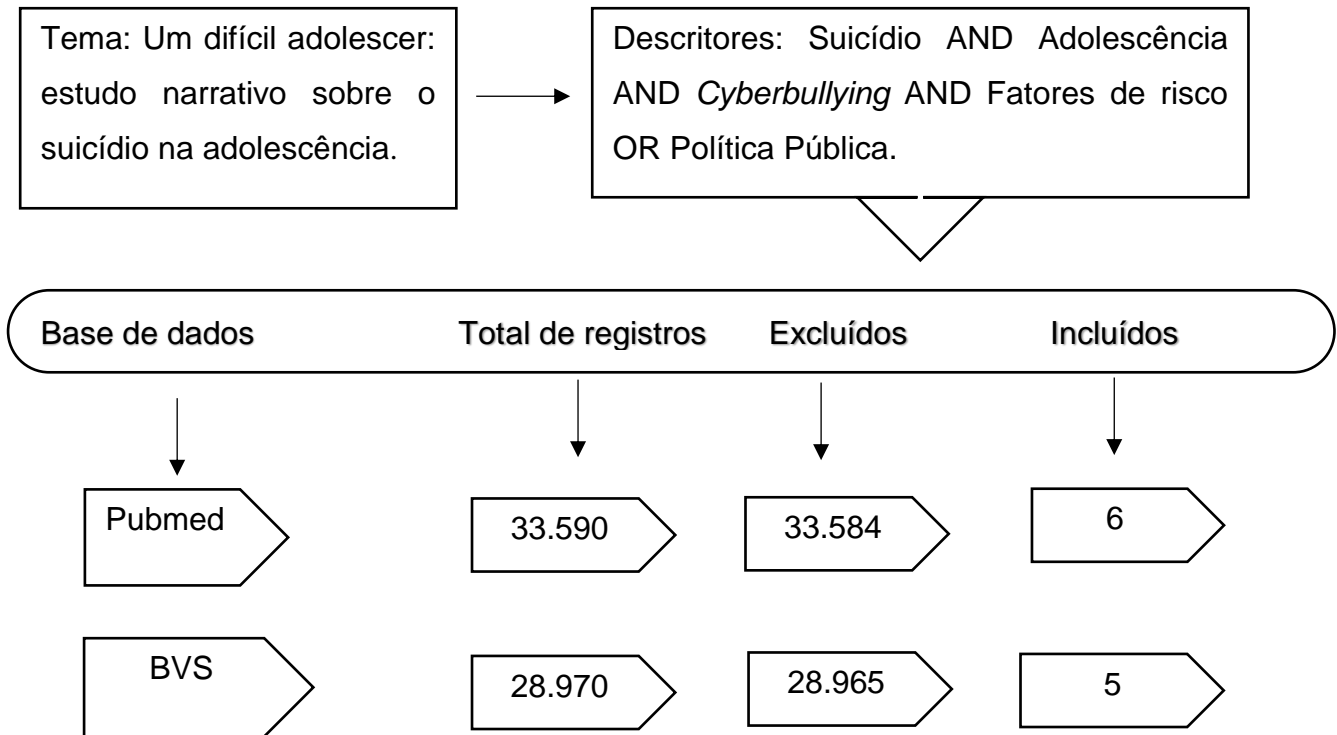 Tema: Um difícil adolescer:
estudo narrativo sobre o
suicídio na adolescência.
Descritores: Suicídio AND Adolescência
AND Cyberbullying AND Fatores de risco
OR Política Pública.
Base de dados Total de registros Excluídos Incluídos
Pubmed 33.590 33.584 6
BVS 28.970 28.965 5